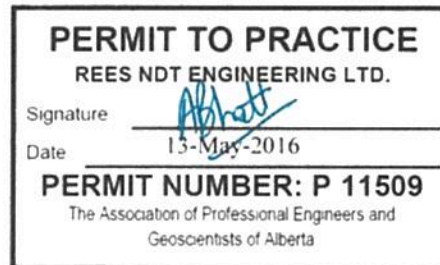 PERMIT TO PRACTICE
REES NDT ENGINEERING LTD.
Signature ABhatt
Date 13-May-2016
PERMIT NUMBER: P 11509
The Association of Professional Engineers and
Geoscientists of Alberta